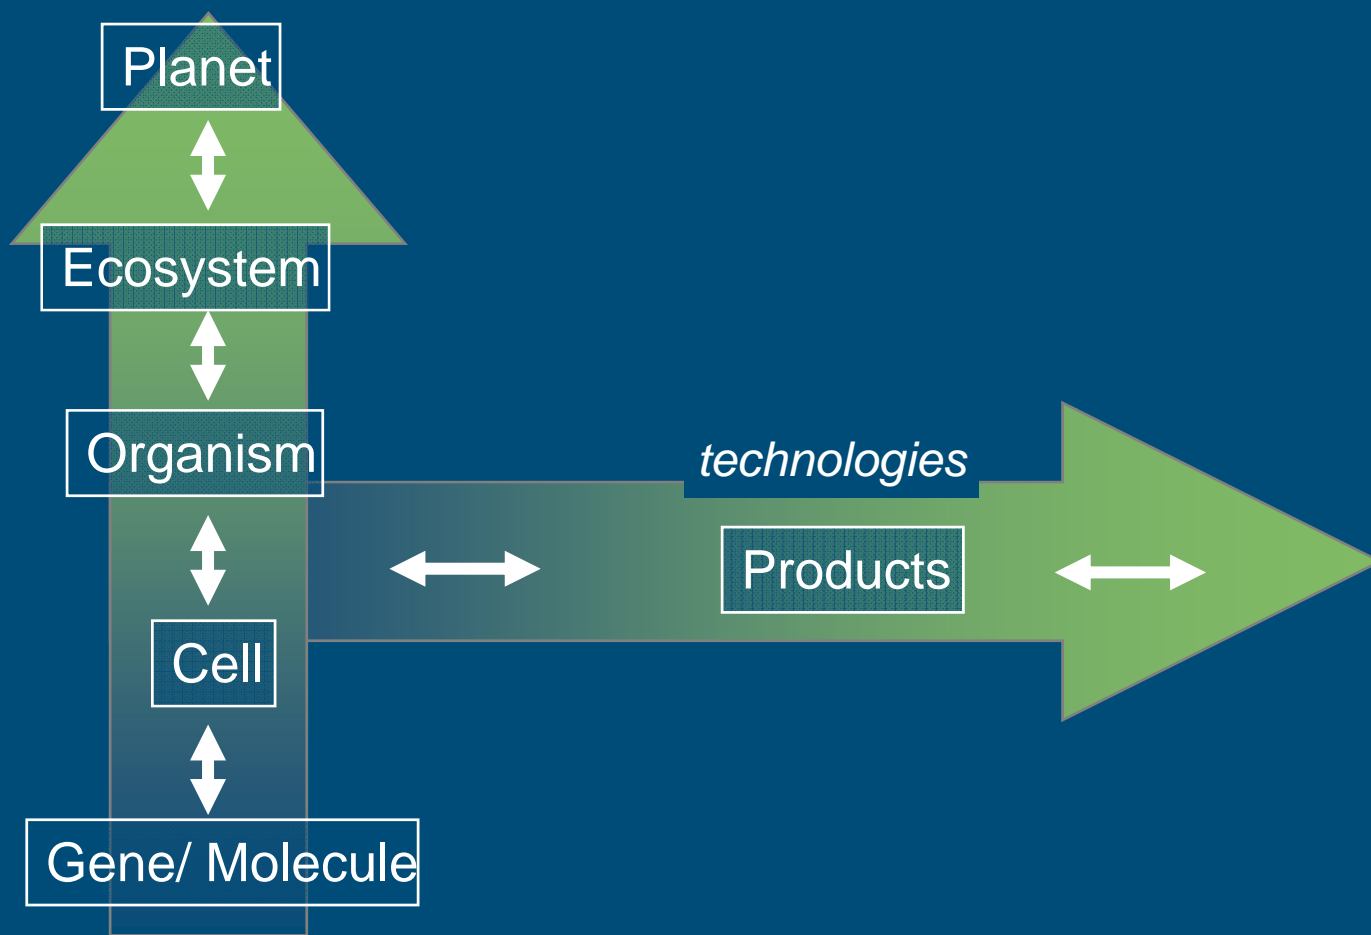 Planet
Ecosystem
Organism
technologies
Products
Cell
Gene/ Molecule